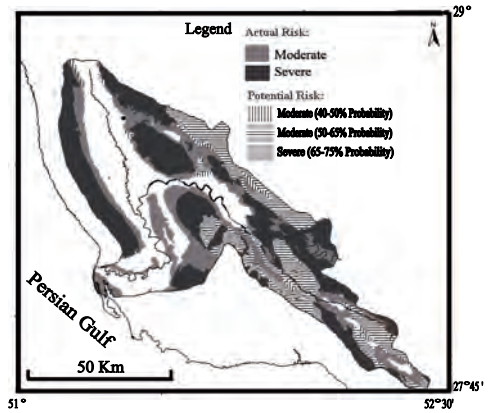 29°
Legend
N
Actual Risk:
Moderate
Severe
Potential Risk:
Moderate (40-50% Probability)
Moderate (50-65% Probability)
Severe (65-75% Probability)
Persian Gulf
50 Km
51°
52°30'
27°45'